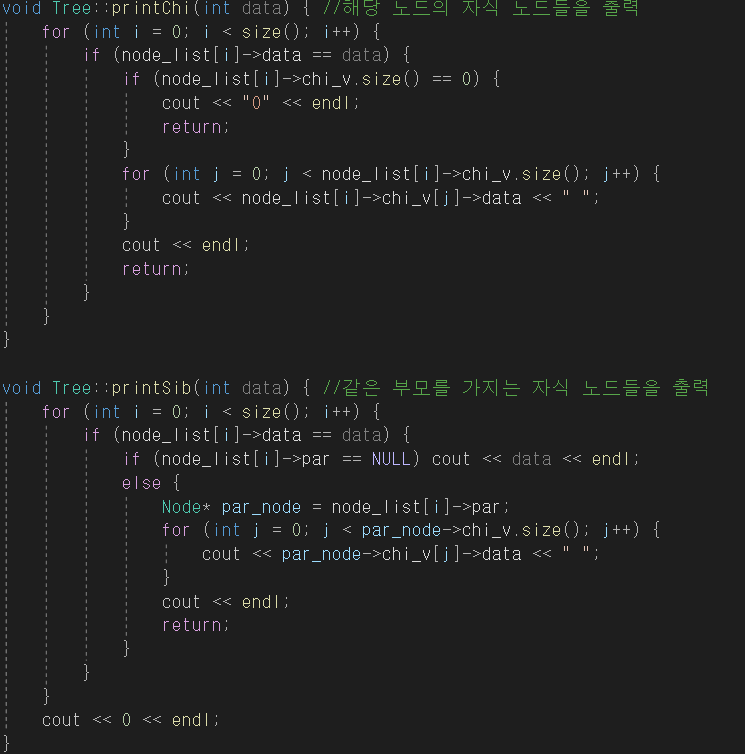 void Tree::printChi(int data) { //해당 노드의 자식 노드들을 출력
for (int i = 0; i < size(); i++) {
if (node_list[i]->data == data) {
if (node_list[i]->chi_v.size() == 0) {
cout << "0" << endl;
return;
}
for (int j = 0; j < node_list[i]->chi_v.size(); j++) {
cout << node_list[i]->chi_v[j]->data << " ";
}
cout << endl;
return;
}
}
}
void Tree::printSib(int data) { //같은 부모를 가지는 자식 노드들을 출력
for (int i = 0; i < size(); i++) {
if (node_list[i]->data == data) {
if (node_list[i]->par == NULL) cout << data << endl;
else {
Node* par_node = node_list[i]->par;
for (int j = 0; j < par_node->chi_v.size(); j++) {
cout << par_node->chi_v[j]->data << " ";
}
cout << endl;
return;
}
}
}
cout << 0 << endl;
}